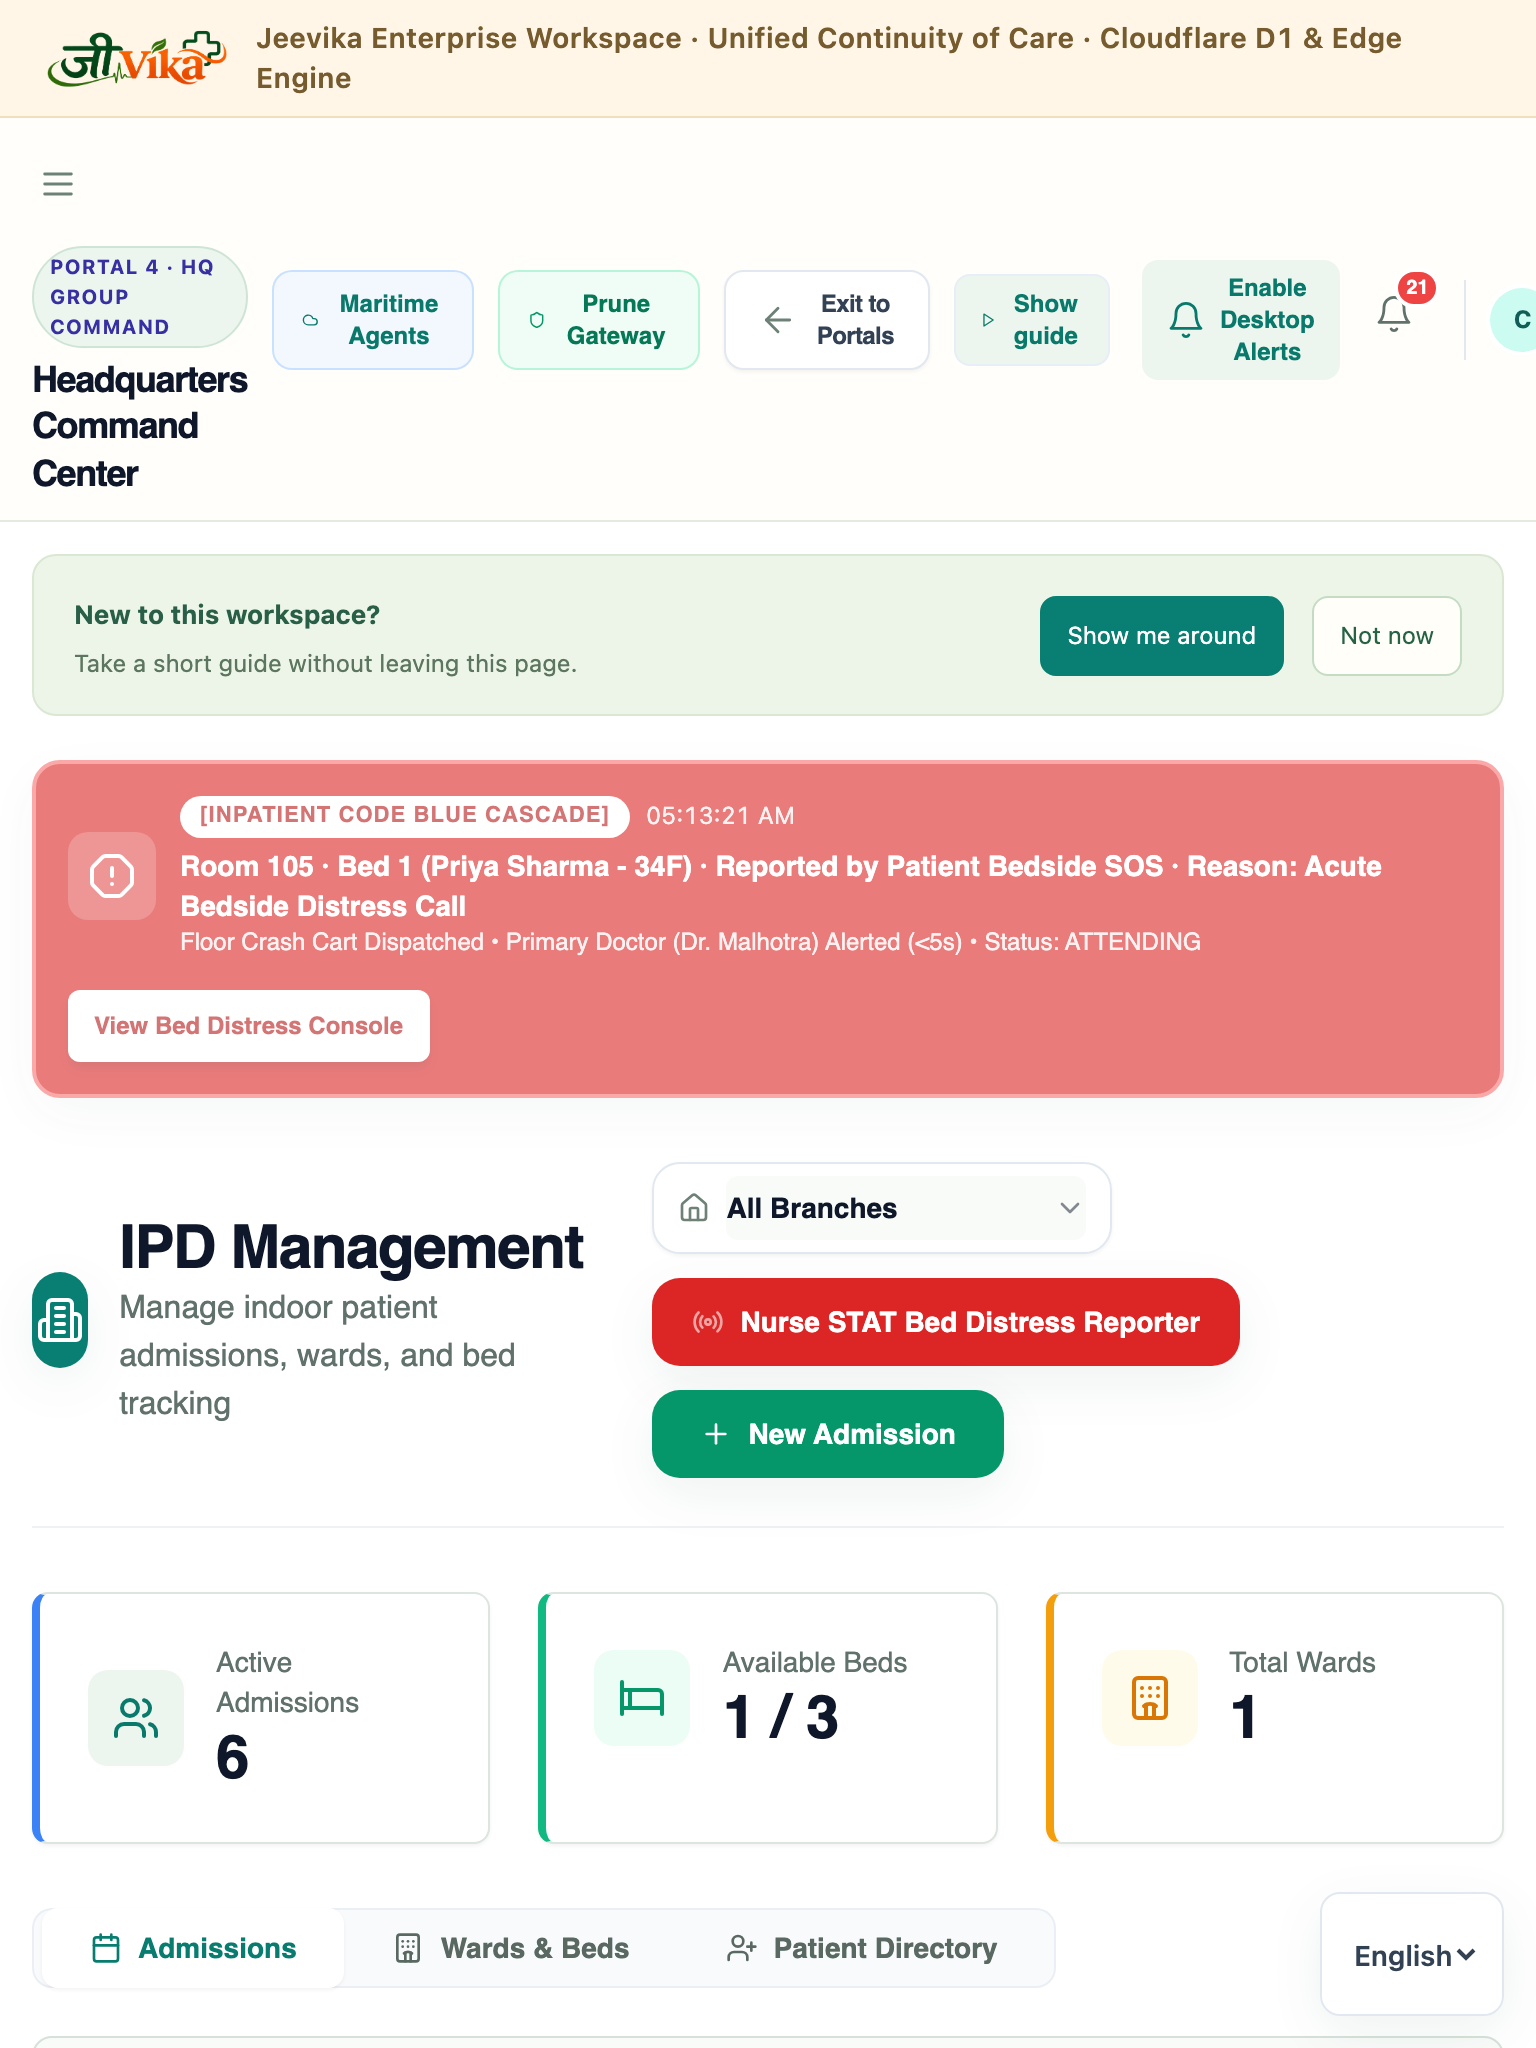 जीvika
Jeevika Enterprise Workspace · Unified Continuity of Care · Cloudflare D1 & Edge
Engine
PORTAL 4 · HQ
GROUP
COMMAND
Headquarters
Command
Center
Maritime
Agents
Prune
Gateway
Exit to
Portals
Show
guide
Enable
Desktop
Alerts
21
C
New to this workspace?
Take a short guide without leaving this page.
Show me around
Not now
[INPATIENT CODE BLUE CASCADE] 05:13:21 AM
Room 105 · Bed 1 (Priya Sharma - 34F) · Reported by Patient Bedside SOS · Reason: Acute
Bedside Distress Call
Floor Crash Cart Dispatched • Primary Doctor (Dr. Malhotra) Alerted (<5s) • Status: ATTENDING
View Bed Distress Console
IPD Management
Manage indoor patient
admissions, wards, and bed
tracking
All Branches
Nurse STAT Bed Distress Reporter
New Admission
Active
Admissions
6
Available Beds
1 / 3
Total Wards
1
Admissions
Wards & Beds
Patient Directory
English